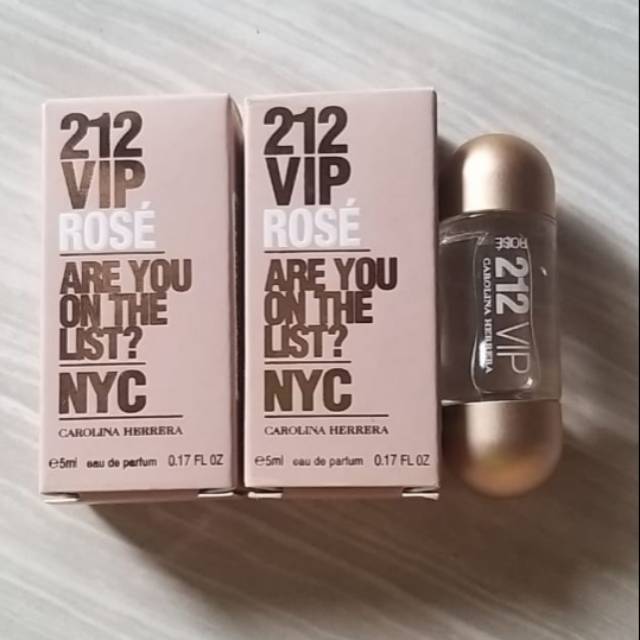 212
VIP
ROSÉ
ARE YOU
ON THE
LIST?
NYC
CAROLINA HERRERA
℮5ml eau de parfum 0.17 FL OZ
212
VIP
ROSÉ
ARE YOU
ON THE
LIST?
NYC
CAROLINA HERRERA
℮5ml eau de parfum 0.17 FL OZ
ROSÉ
212 VIP
CAROLINA HERRERA